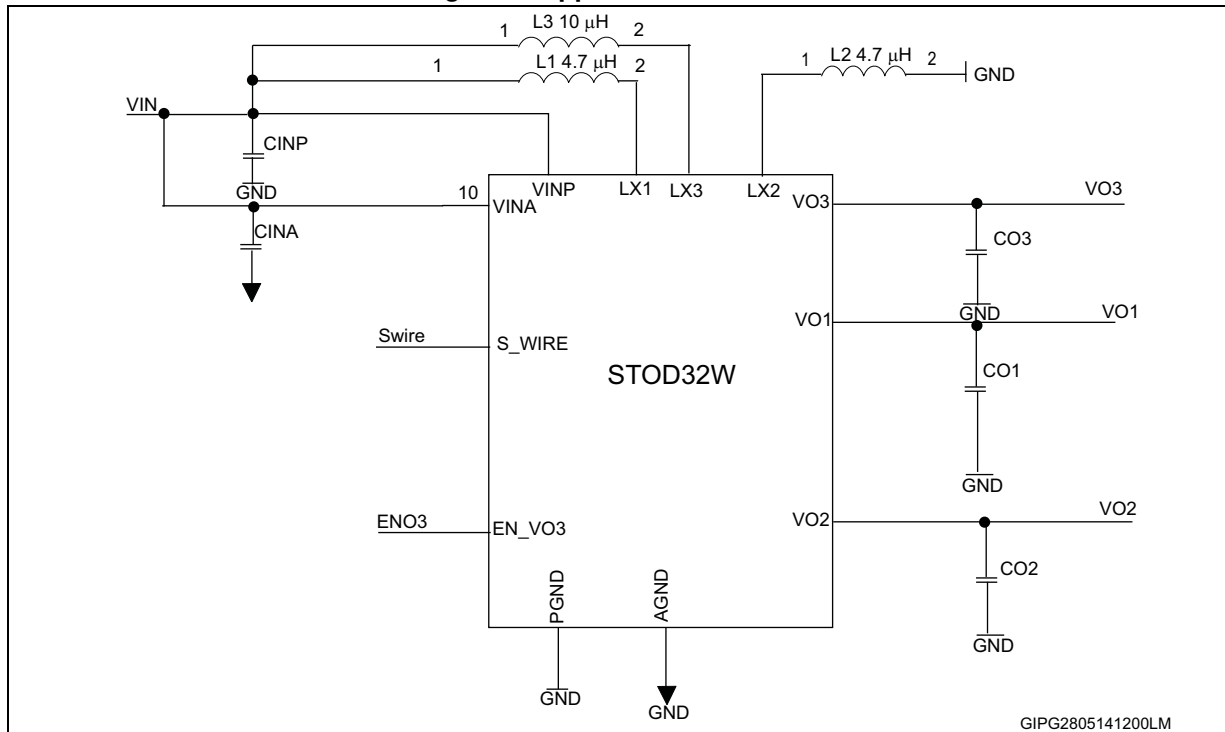 L3 10 μH
1 2
L1 4.7 μH
1 2
L2 4.7 μH
1 2
GND
VIN
CINP
GND
CINA
10
VINA
VINP
LX1
LX3
LX2
VO3
VO3
CO3
GND
VO1
VO1
CO1
GND
Swire
S_WIRE
STOD32W
ENO3
EN_VO3
VO2
VO2
CO2
GND
PGND
AGND
GND
GND
GIPG2805141200LM